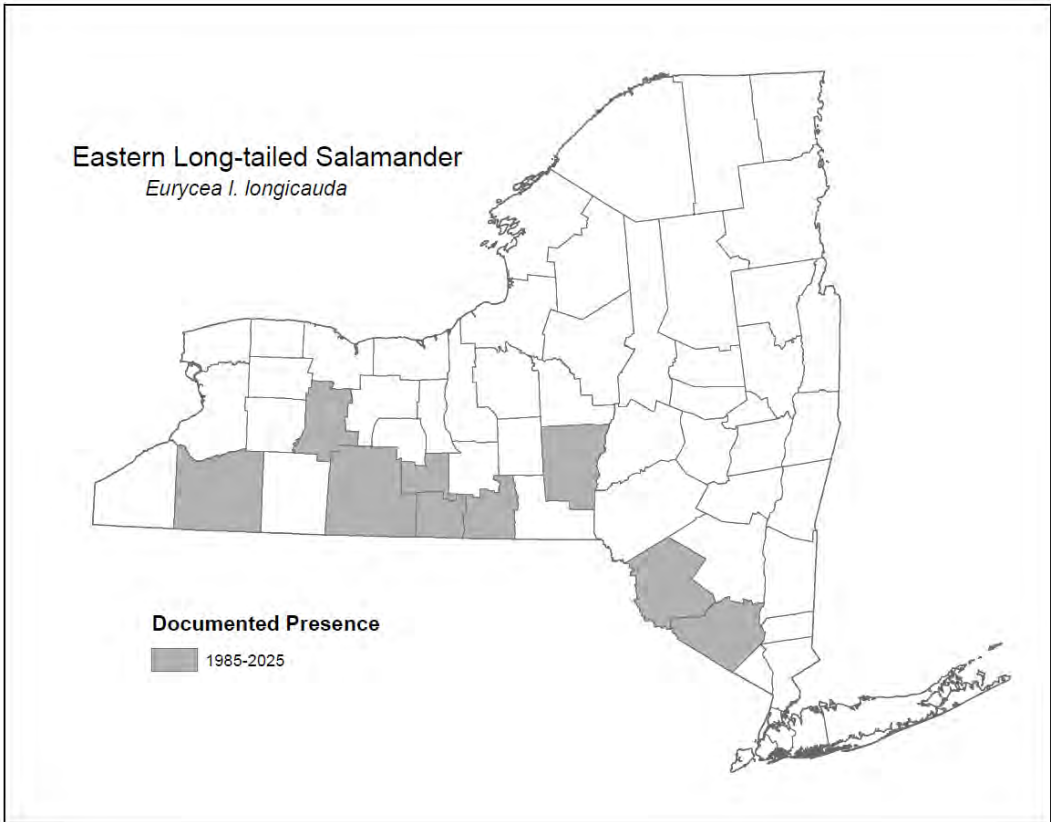 Eastern Long-tailed Salamander
Eurycea l. longicauda
Documented Presence
1985-2025